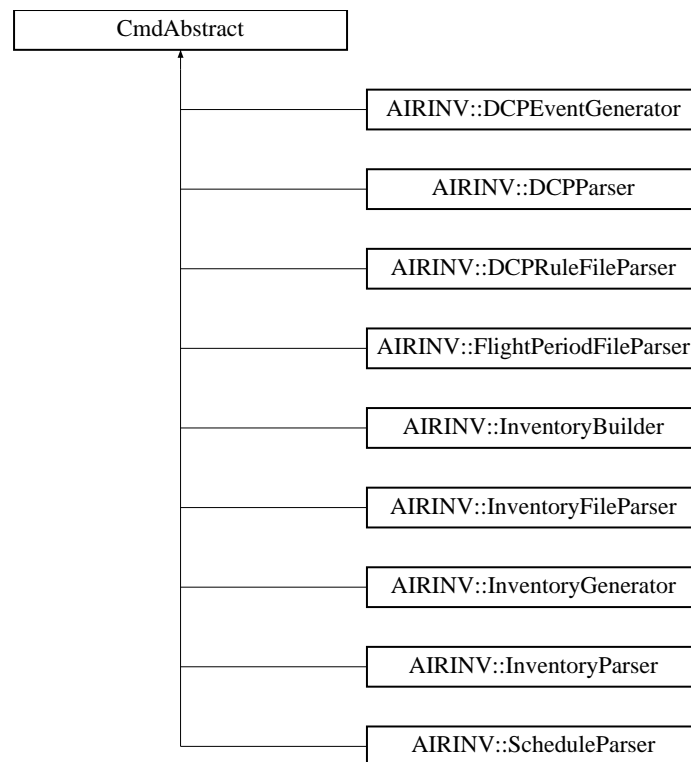 CmdAbstract
AIRINV::DCPEventGenerator
AIRINV::DCPParser
AIRINV::DCPRuleFileParser
AIRINV::FlightPeriodFileParser
AIRINV::InventoryBuilder
AIRINV::InventoryFileParser
AIRINV::InventoryGenerator
AIRINV::InventoryParser
AIRINV::ScheduleParser